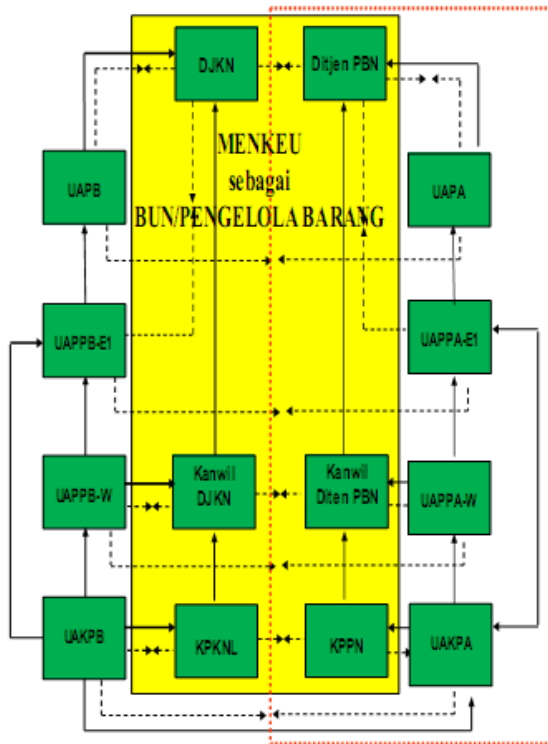 DJKN
Ditjen PBN
MENKEU
sebagai
BUN/PENGELOLA BARANG
UAPB
UAPA
UAPPB-E1
UAPPA-E1
UAPPB-W
Kanwil
DJKN
Kanwil
Diten PBN
UAPPA-W
UAKPB
KPKNL
KPPN
UAKPA